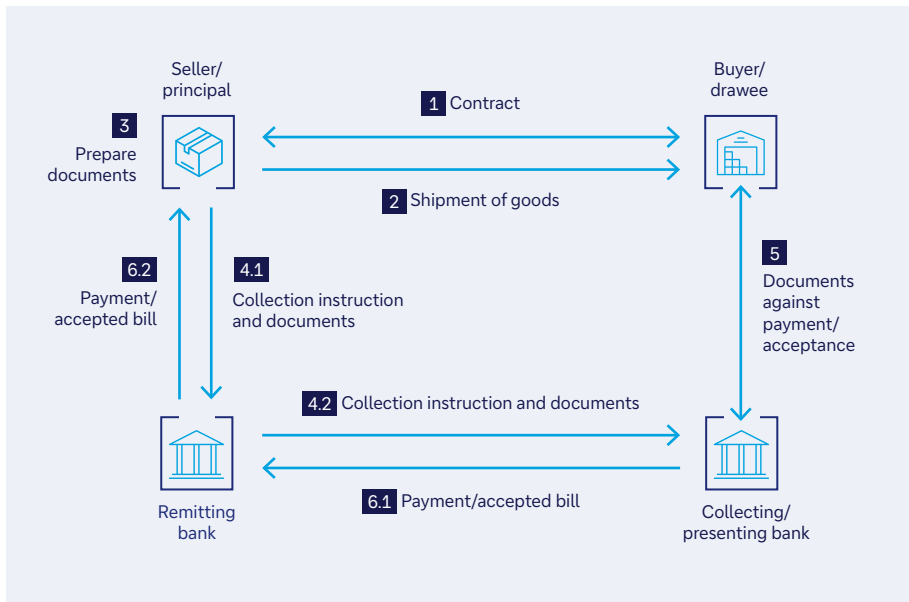 Seller/
principal
Buyer/
drawee
1 Contract
3
Prepare
documents
2 Shipment of goods
6.2
Payment/
accepted bill
4.1
Collection instruction
and documents
5
Documents
against
payment/
acceptance
4.2 Collection instruction and documents
6.1 Payment/accepted bill
Remitting
bank
Collecting/
presenting bank